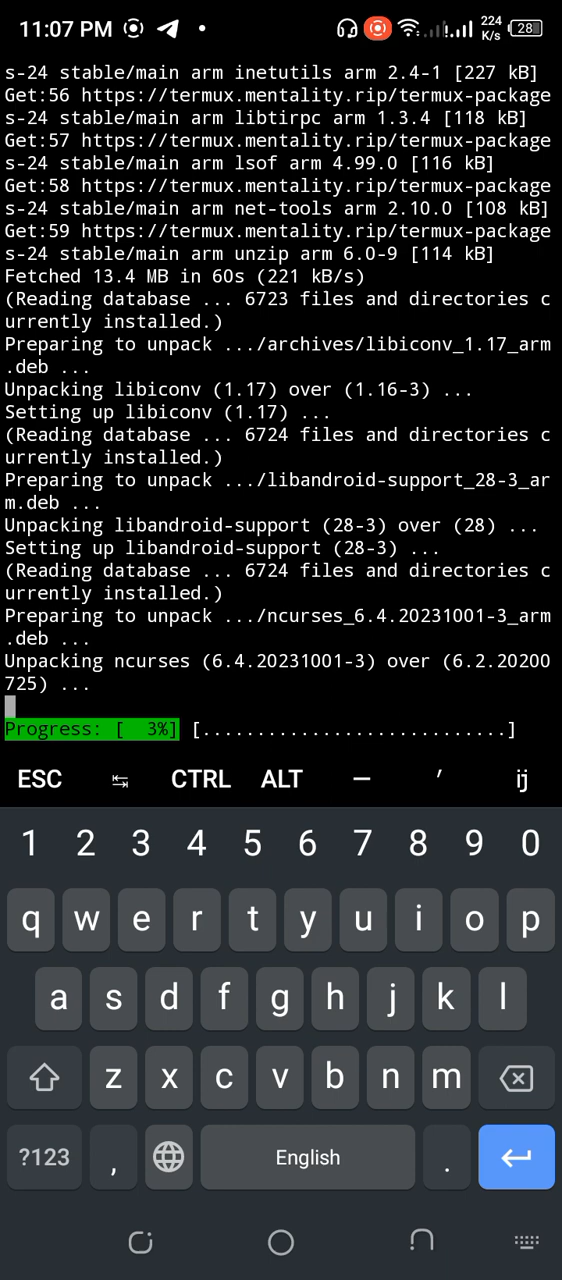 11:07 PM 224 K/s 28
s-24 stable/main arm inetutils arm 2.4-1 [227 kB]
Get:56 https://termux.mentality.rip/termux-package
s-24 stable/main arm libtirpc arm 1.3.4 [118 kB]
Get:57 https://termux.mentality.rip/termux-package
s-24 stable/main arm lsof arm 4.99.0 [116 kB]
Get:58 https://termux.mentality.rip/termux-package
s-24 stable/main arm net-tools arm 2.10.0 [108 kB]
Get:59 https://termux.mentality.rip/termux-package
s-24 stable/main arm unzip arm 6.0-9 [114 kB]
Fetched 13.4 MB in 60s (221 kB/s)
(Reading database ... 6723 files and directories c
urrently installed.)
Preparing to unpack .../archives/libiconv_1.17_arm
.deb ...
Unpacking libiconv (1.17) over (1.16-3) ...
Setting up libiconv (1.17) ...
(Reading database ... 6724 files and directories c
urrently installed.)
Preparing to unpack .../libandroid-support_28-3_ar
m.deb ...
Unpacking libandroid-support (28-3) over (28) ...
Setting up libandroid-support (28-3) ...
(Reading database ... 6724 files and directories c
urrently installed.)
Preparing to unpack .../ncurses_6.4.20231001-3_arm
.deb ...
Unpacking ncurses (6.4.20231001-3) over (6.2.20200
725) ...
Progress: [  3%] [............................]
ESC ↹ CTRL ALT — ′ ĳ
1 2 3 4 5 6 7 8 9 0
q w e r t y u i o p
a s d f g h j k l
z x c v b n m
?123 , English .